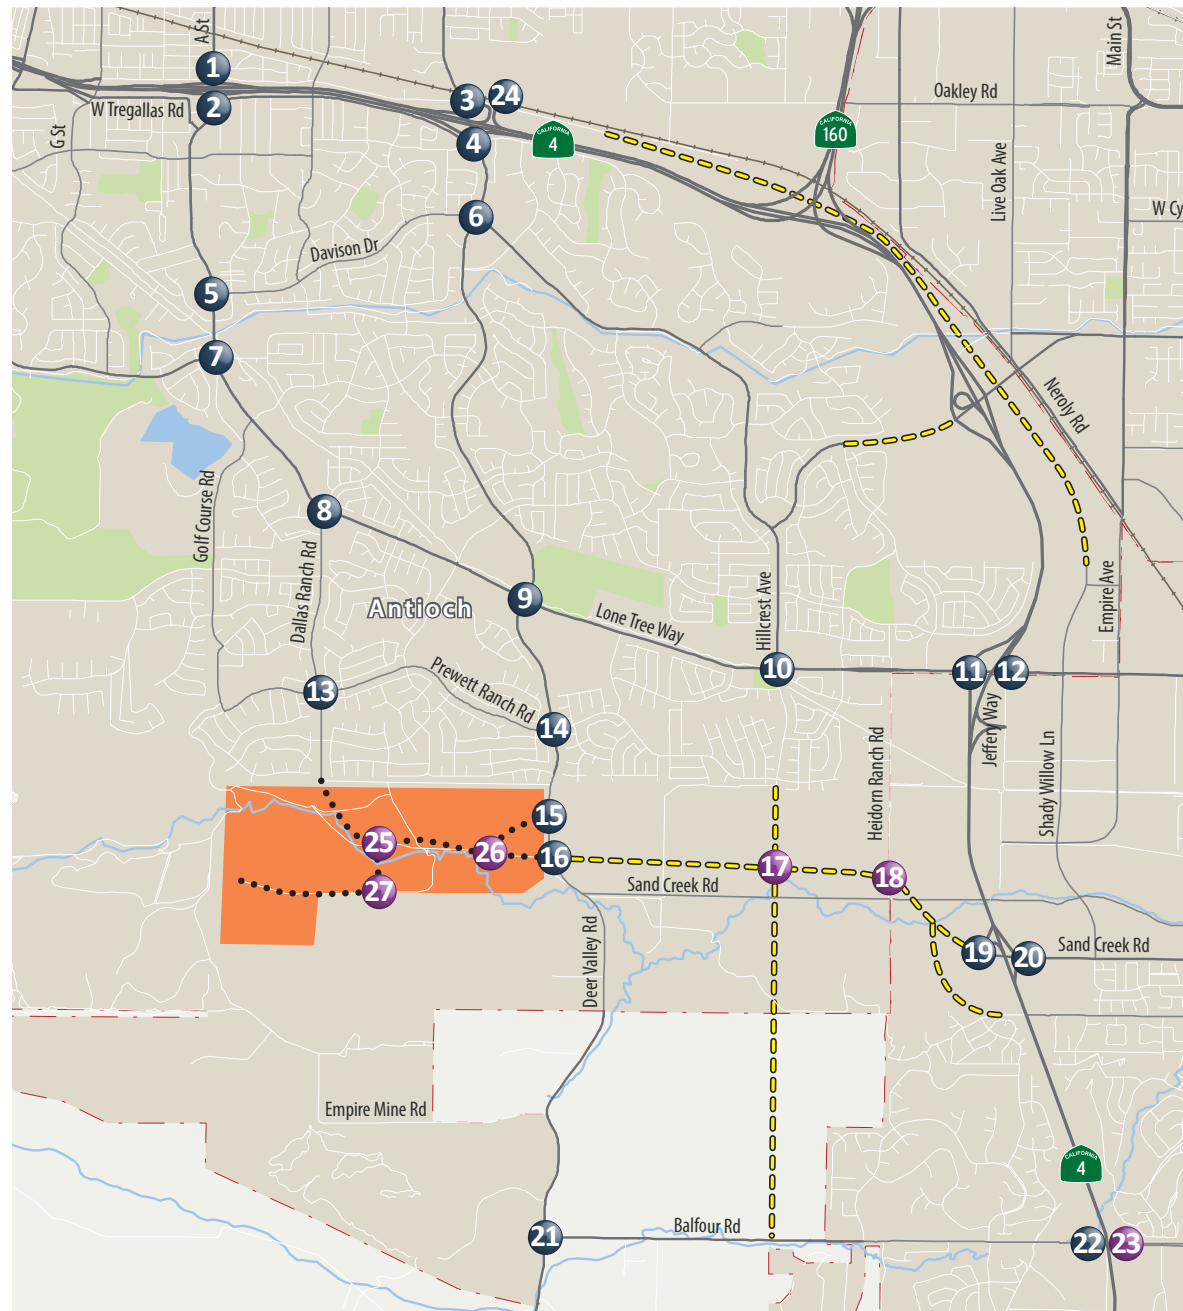 A St
Main St
1
3
24
Oakley Rd
W Tregallas Rd
2
CALIFORNIA
160
G St
4
CALIFORNIA
4
Live Oak Ave
W Cy
6
Davison Dr
5
7
Neroly Rd
Golf Course Rd
8
Dallas Ranch Rd
Antioch
9
Lone Tree Way
Hillcrest Ave
Empire Ave
10
11
12
13
Prewett Ranch Rd
14
Jeffery Way
Heidorn Ranch Rd
Shady Willow Ln
15
25
26
16
17
18
27
Sand Creek Rd
Deer Valley Rd
19
20
Sand Creek Rd
Empire Mine Rd
CALIFORNIA
4
21
Balfour Rd
22
23